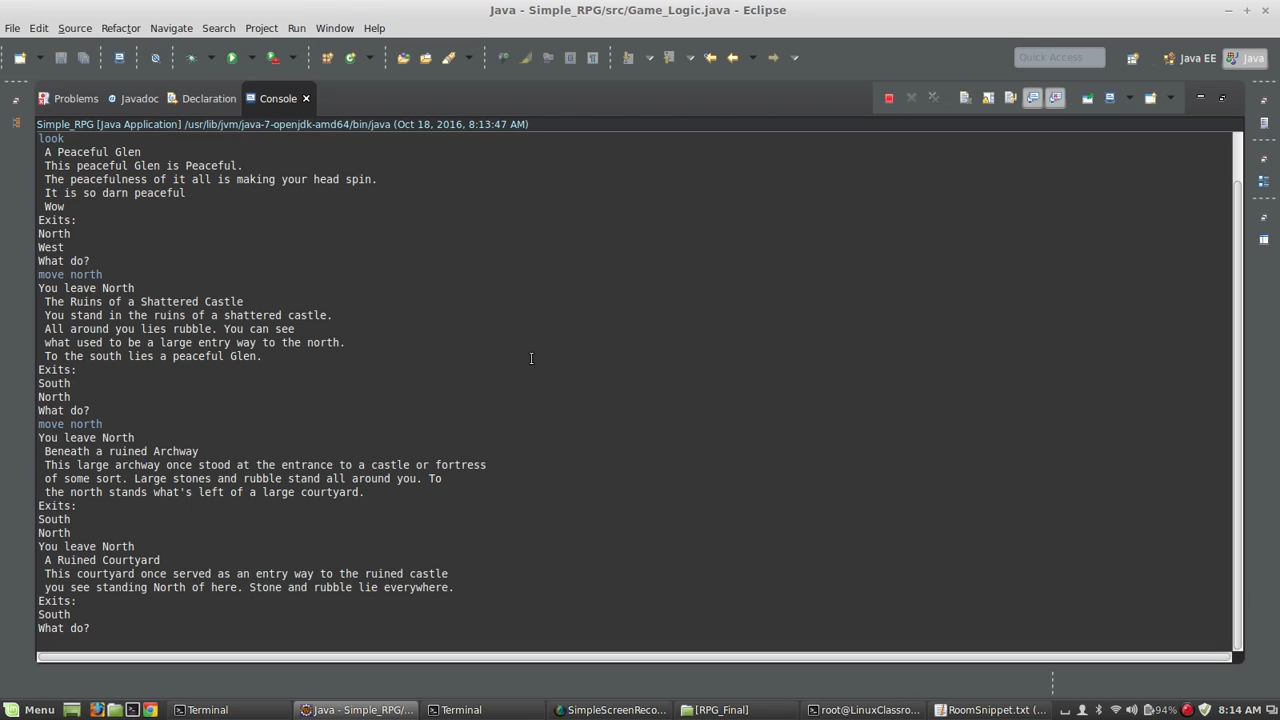 Java - Simple_RPG/src/Game_Logic.java - Eclipse
File Edit Source Refactor Navigate Search Project Run Window Help
Quick Access
Java EE
Java
Problems
Javadoc
Declaration
Console
Simple_RPG [Java Application] /usr/lib/jvm/java-7-openjdk-amd64/bin/java (Oct 18, 2016, 8:13:47 AM)
look
A Peaceful Glen
This peaceful Glen is Peaceful.
The peacefulness of it all is making your head spin.
It is so darn peaceful
Wow
Exits:
North
West
What do?
move north
You leave North
The Ruins of a Shattered Castle
You stand in the ruins of a shattered castle.
All around you lies rubble. You can see
what used to be a large entry way to the north.
To the south lies a peaceful Glen.
Exits:
South
North
What do?
move north
You leave North
Beneath a ruined Archway
This large archway once stood at the entrance to a castle or fortress
of some sort. Large stones and rubble stand all around you. To
the north stands what's left of a large courtyard.
Exits:
South
North
You leave North
A Ruined Courtyard
This courtyard once served as an entry way to the ruined castle
you see standing North of here. Stone and rubble lie everywhere.
Exits:
South
What do?
Menu
Terminal
Java - Simple_RPG/...
Terminal
SimpleScreenReco...
[RPG_Final]
root@LinuxClassro...
RoomSnippet.txt (...
94%
8:14 AM